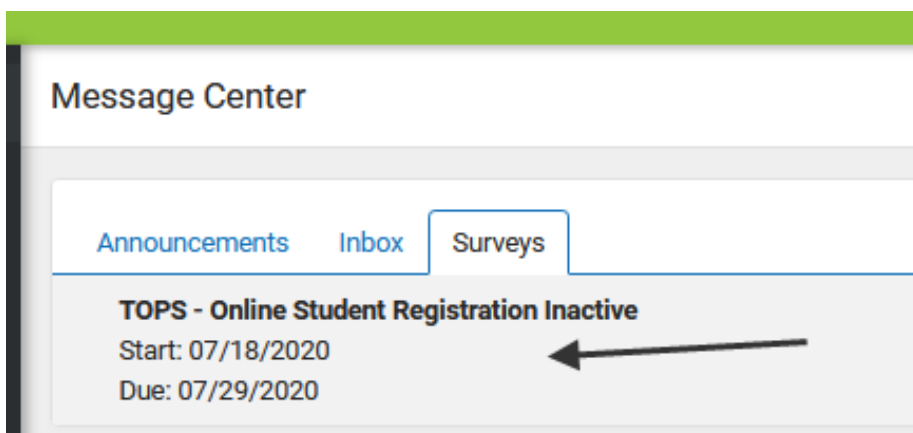 Message Center
Announcements Inbox Surveys
TOPS - Online Student Registration Inactive
Start: 07/18/2020
Due: 07/29/2020